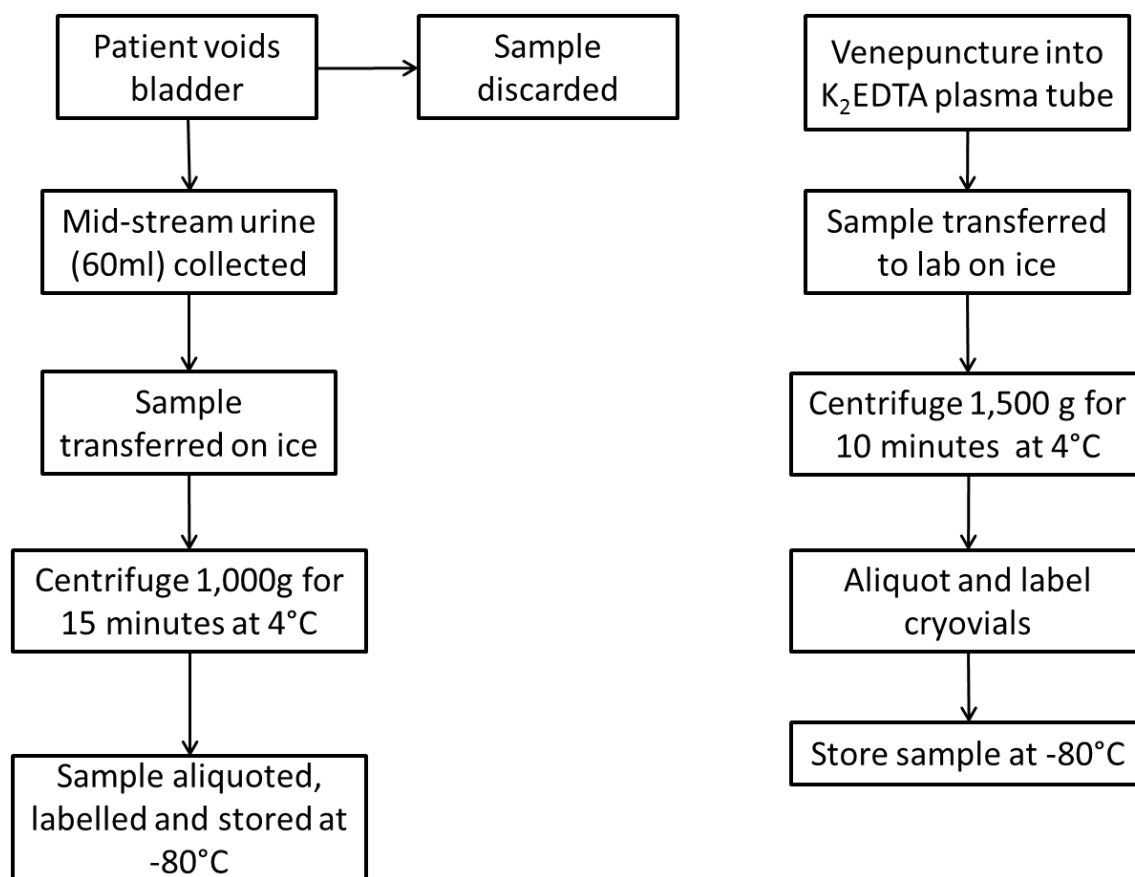 Patient voids
bladder
Sample
discarded
Mid-stream urine
(60ml) collected
Sample
transferred on ice
Centrifuge 1,000g for
15 minutes at 4°C
Sample aliquoted,
labelled and stored at
-80°C
Venepuncture into
K₂EDTA plasma tube
Sample transferred
to lab on ice
Centrifuge 1,500 g for
10 minutes  at 4°C
Aliquot and label
cryovials
Store sample at -80°C